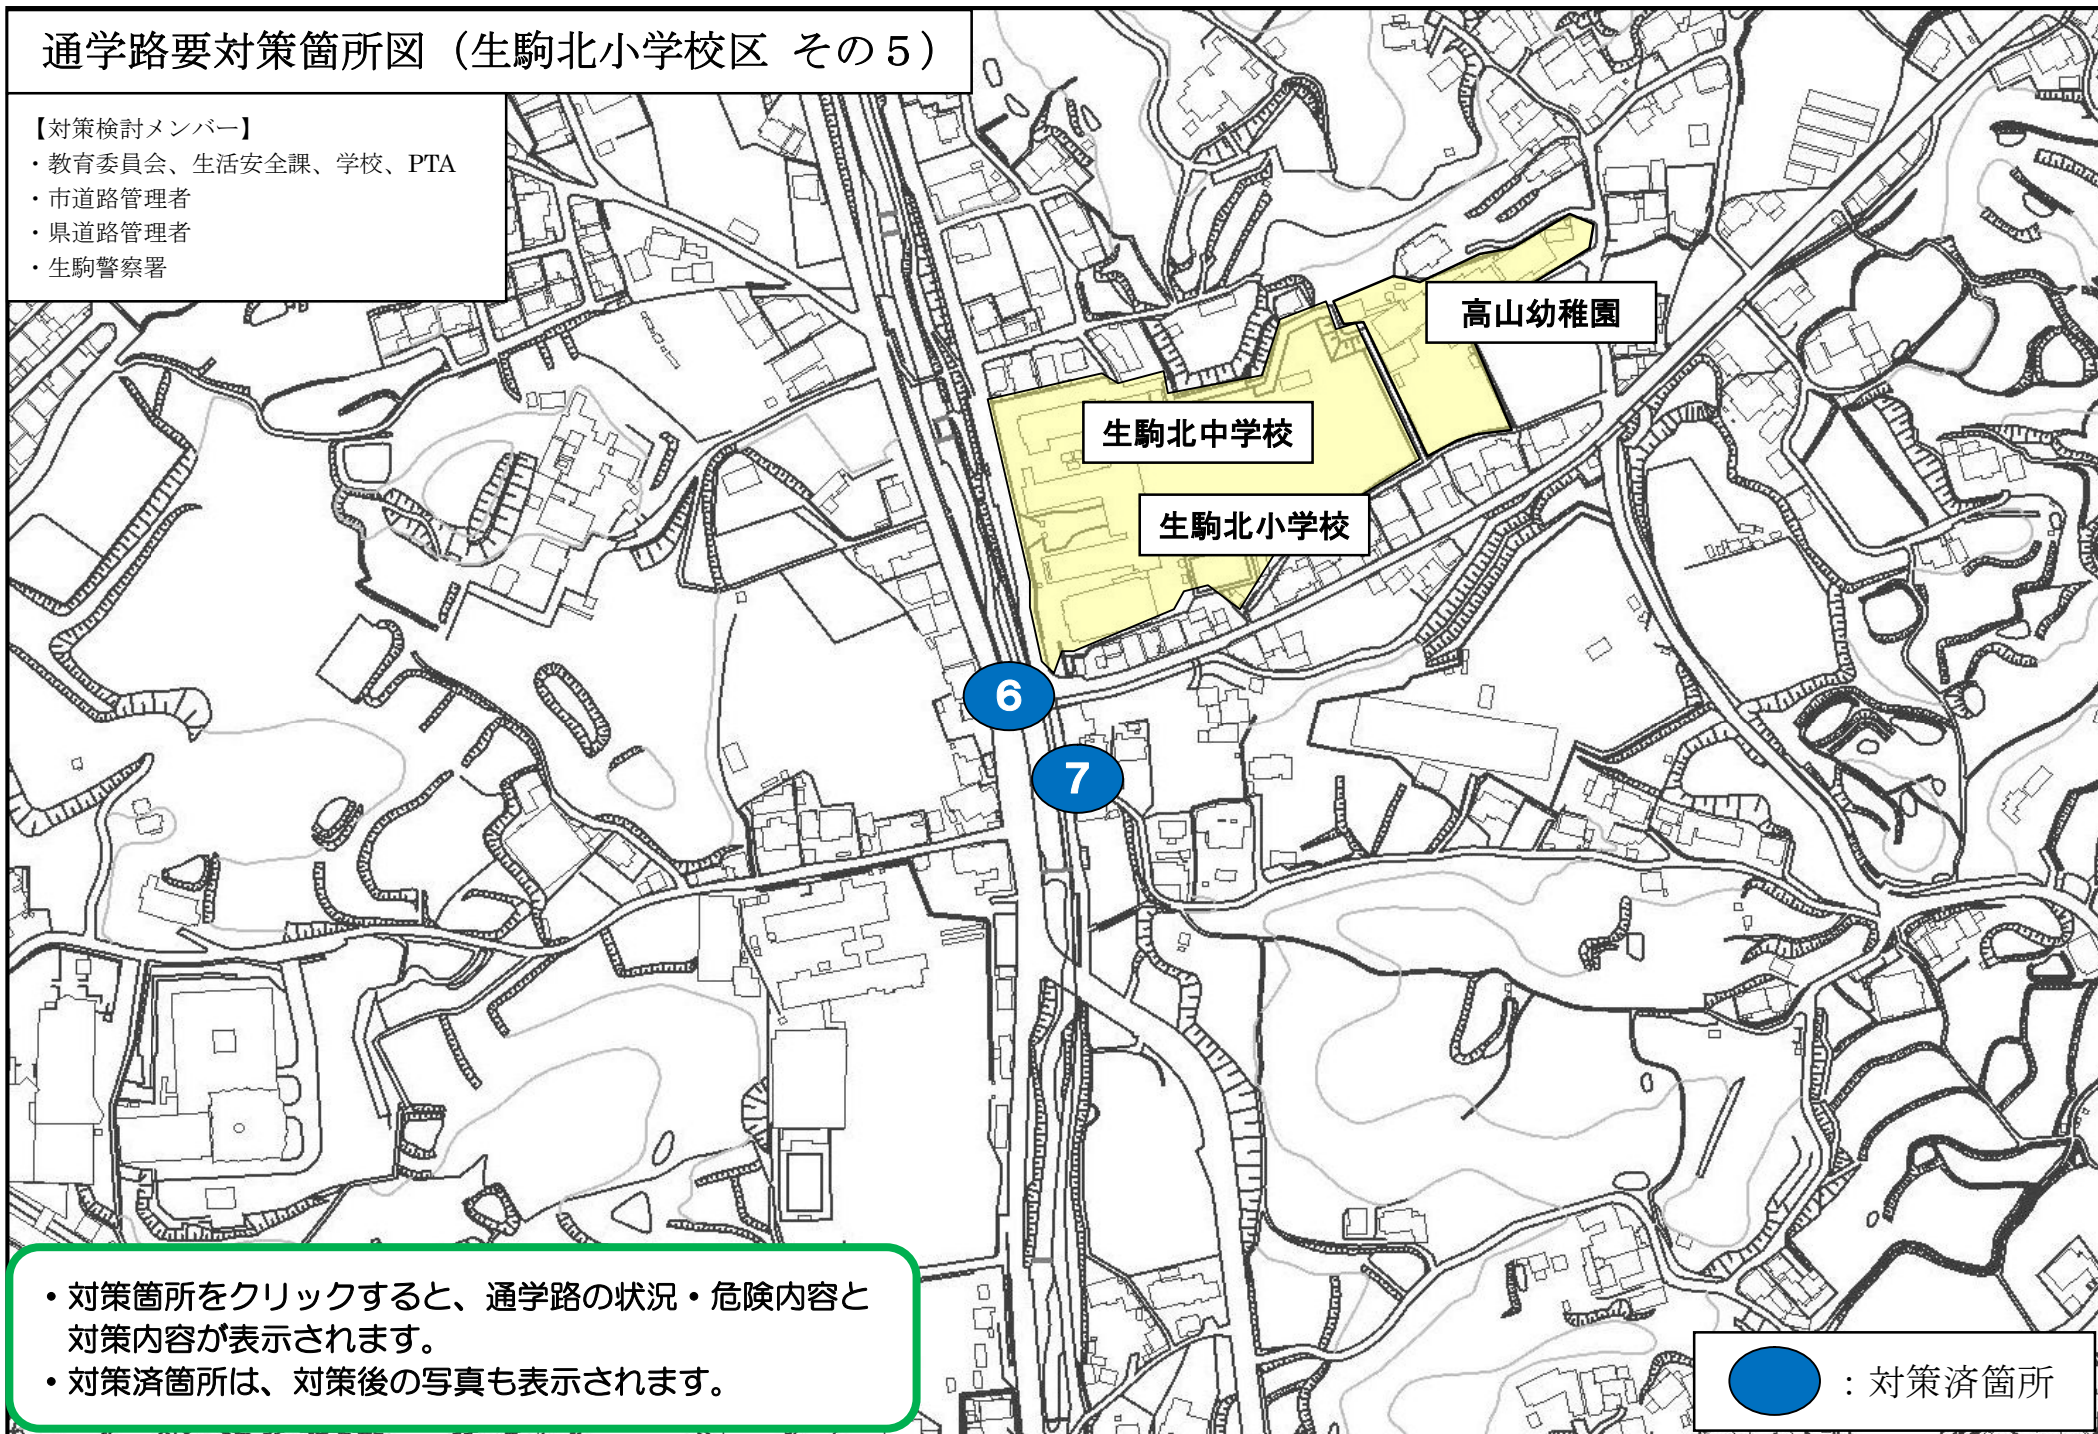 通学路要対策箇所図（生駒北小学校区 その５）
【対策検討メンバー】
・教育委員会、生活安全課、学校、PTA
・市道路管理者
・県道路管理者
・生駒警察署
高山幼稚園
生駒北中学校
生駒北小学校
6
7
・対策箇所をクリックすると、通学路の状況・危険内容と
対策内容が表示されます。
・対策済箇所は、対策後の写真も表示されます。
：対策済箇所